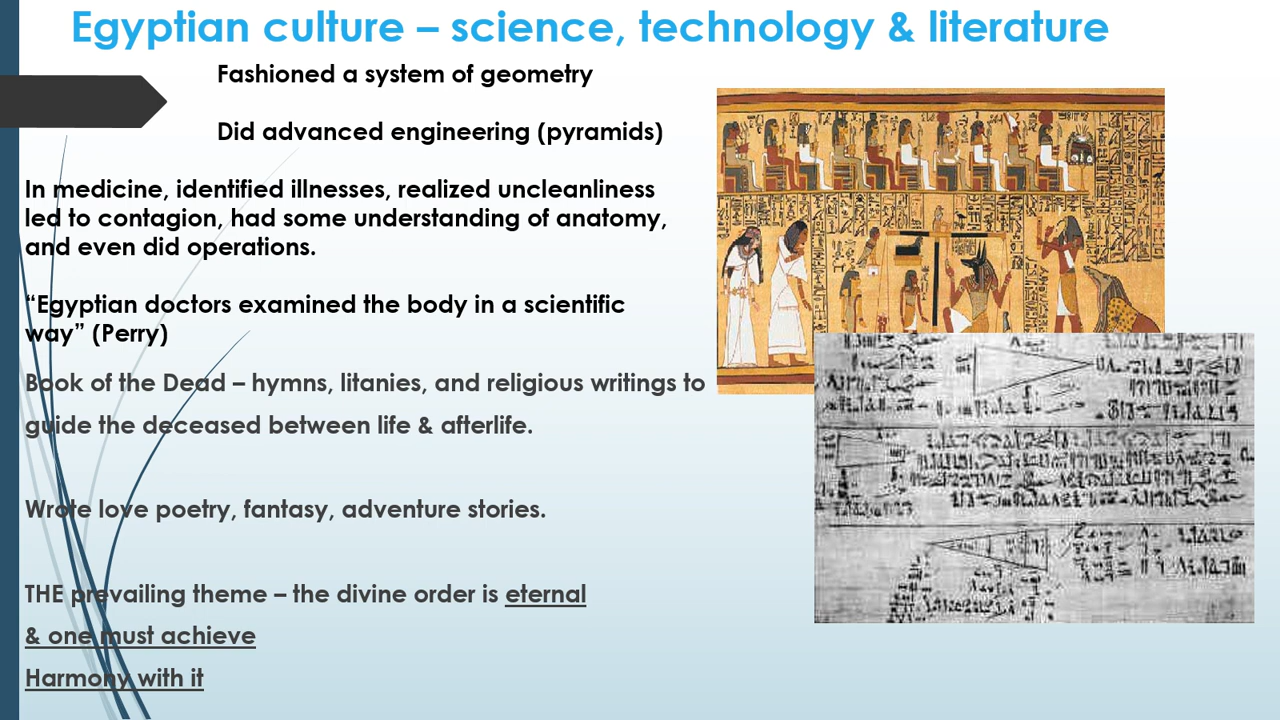 Egyptian culture – science, technology & literature
Fashioned a system of geometry
Did advanced engineering (pyramids)
In medicine, identified illnesses, realized uncleanliness
led to contagion, had some understanding of anatomy,
and even did operations.
“Egyptian doctors examined the body in a scientific
way” (Perry)
Book of the Dead – hymns, litanies, and religious writings to
guide the deceased between life & afterlife.
Wrote love poetry, fantasy, adventure stories.
THE prevailing theme – the divine order is eternal
& one must achieve
Harmony with it